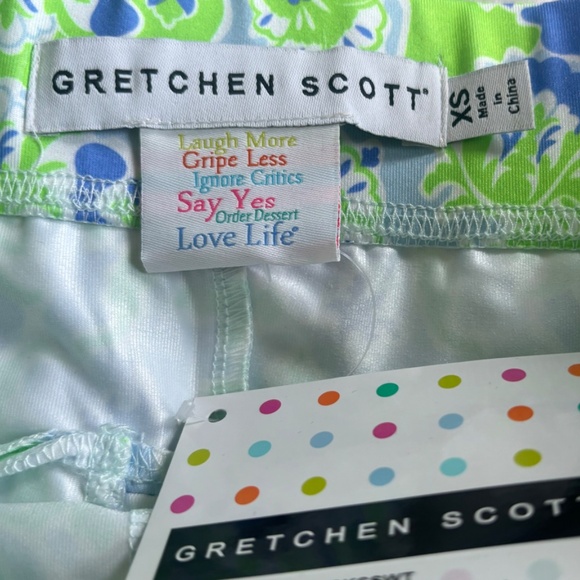 GRETCHEN SCOTT®
XS
Made
in
China
Laugh More
Gripe Less
Ignore Critics
Say Yes
Order Dessert
Love Life®
GRETCHEN SCOTT